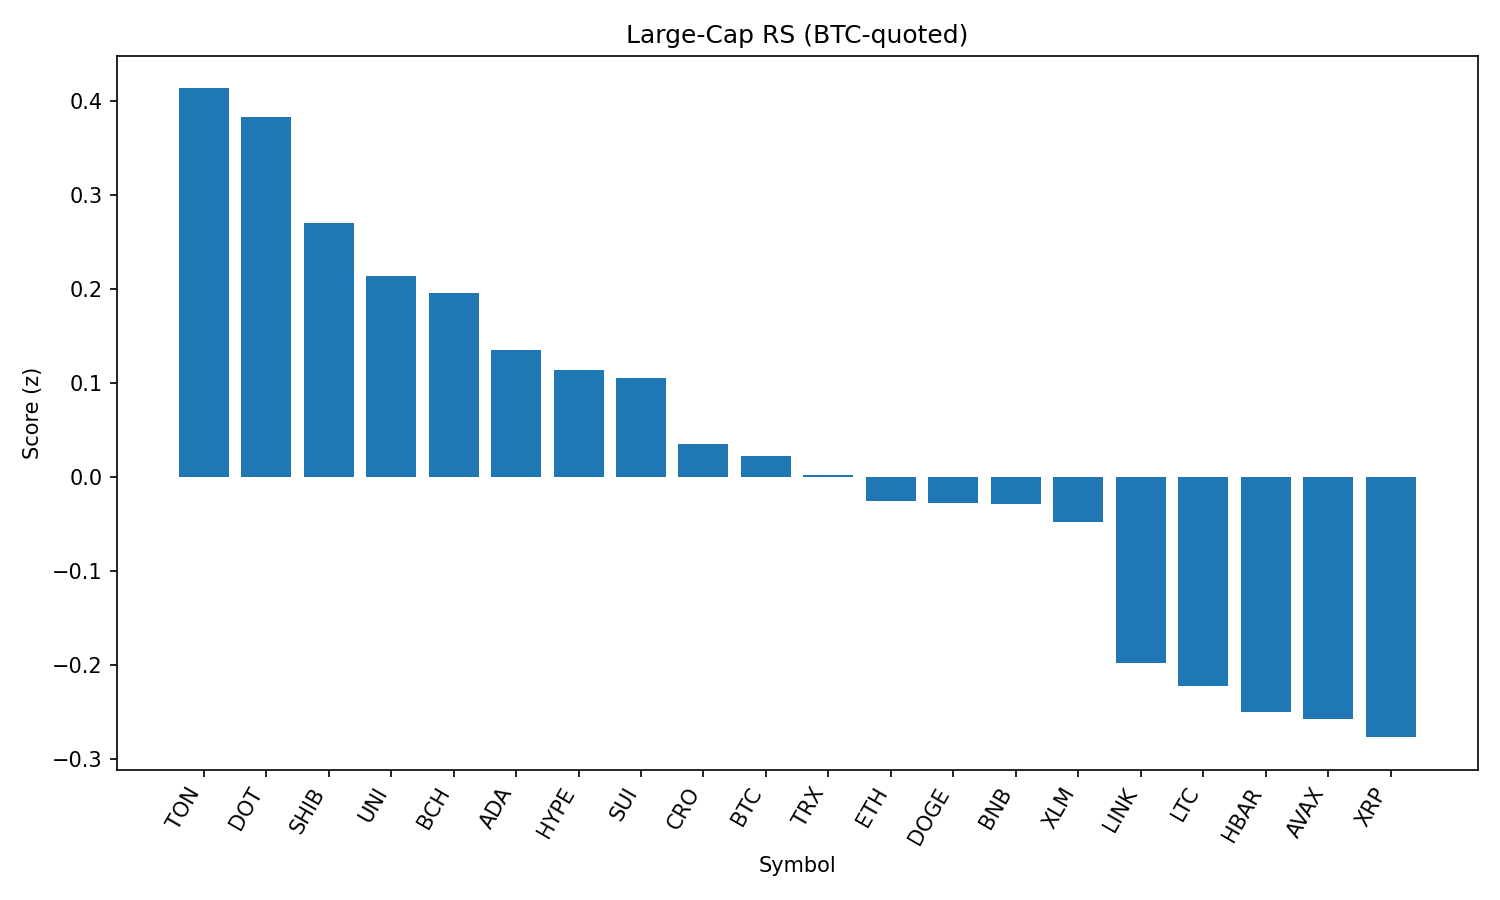 Large-Cap RS (BTC-quoted)
Score (z)
0.4
0.3
0.2
0.1
0.0
−0.1
−0.2
−0.3
TON
DOT
SHIB
UNI
BCH
ADA
HYPE
SUI
CRO
BTC
TRX
ETH
DOGE
BNB
XLM
LINK
LTC
HBAR
AVAX
XRP
Symbol